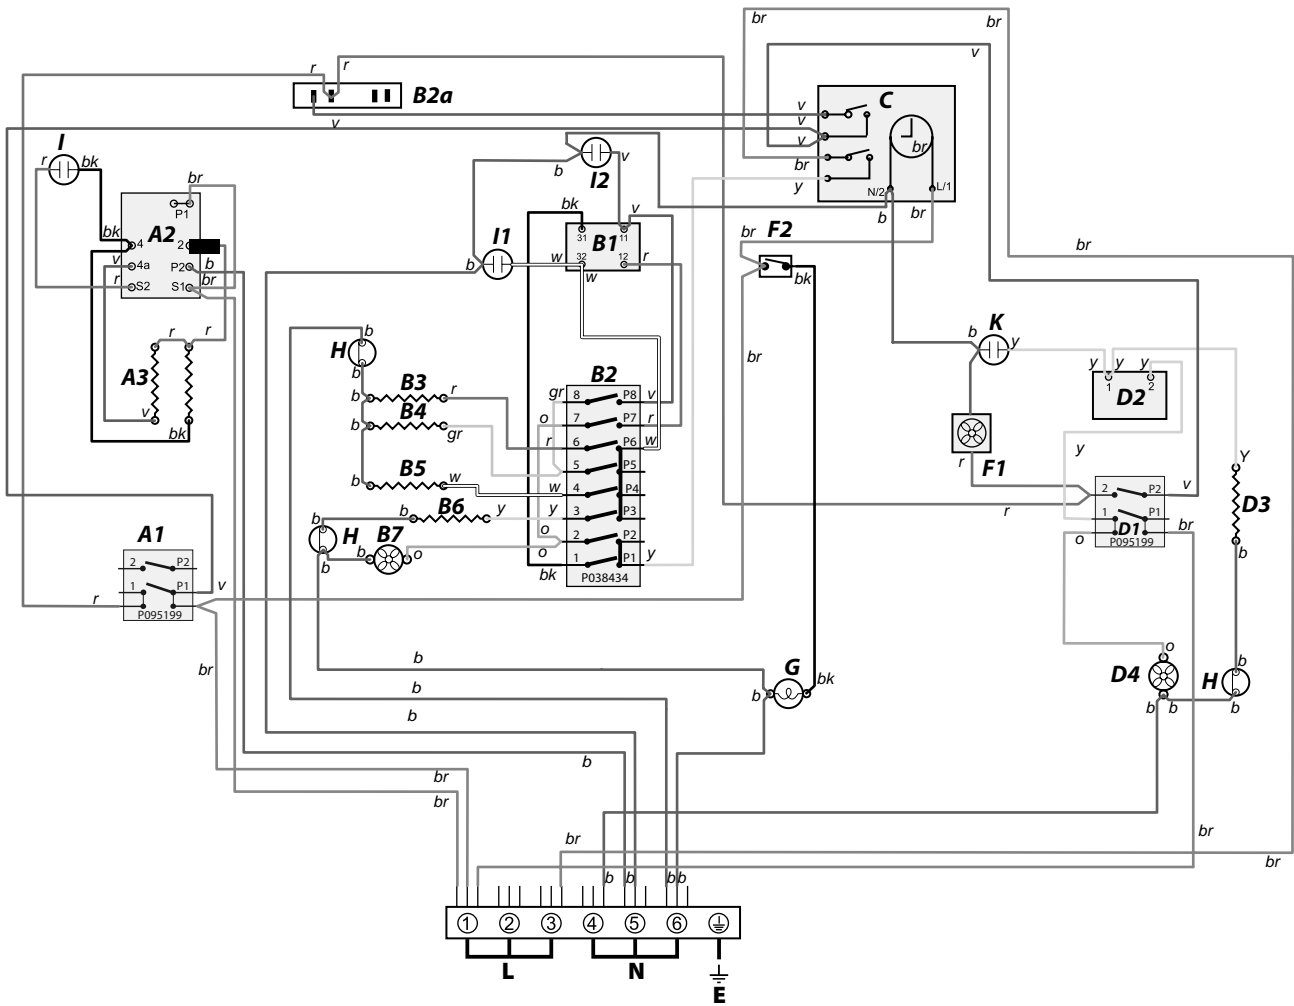 br br
v
r r
B2a
C
v
v
v
v
br
br
y
N/2 L/1
b br
I
r bk
br
P1
A2
bk 4 2
v 4a P2 b
r S2 S1 br
r r
A3
v
bk
b I2 v
bk v
31 11
B1
32 12 r
I1
b w
w
br F2
bk
br
br
b K y
y y
1 2
D2
F1
r
y
Y
D3
b
H b
b
b B3 r
b B4
gr
b B5 w
b B6 y
b H B7
b b o
B2
gr 8 P8 v
o 7 P7 r
r 6 P6 w
5 P5
w 4 P4
y 3 P3
o 2 P2
o 1 P1 y
bk P038434
A1
2 P2
1 P1 v
r P095199
br
r
2 P2 v
1 P1
D1 br
o P095199
G
b bk
b
b
b
b
D4 o
b b
H b
b
br
br
br
br
br
b b b b b
1 2 3 4 5 6
L N E